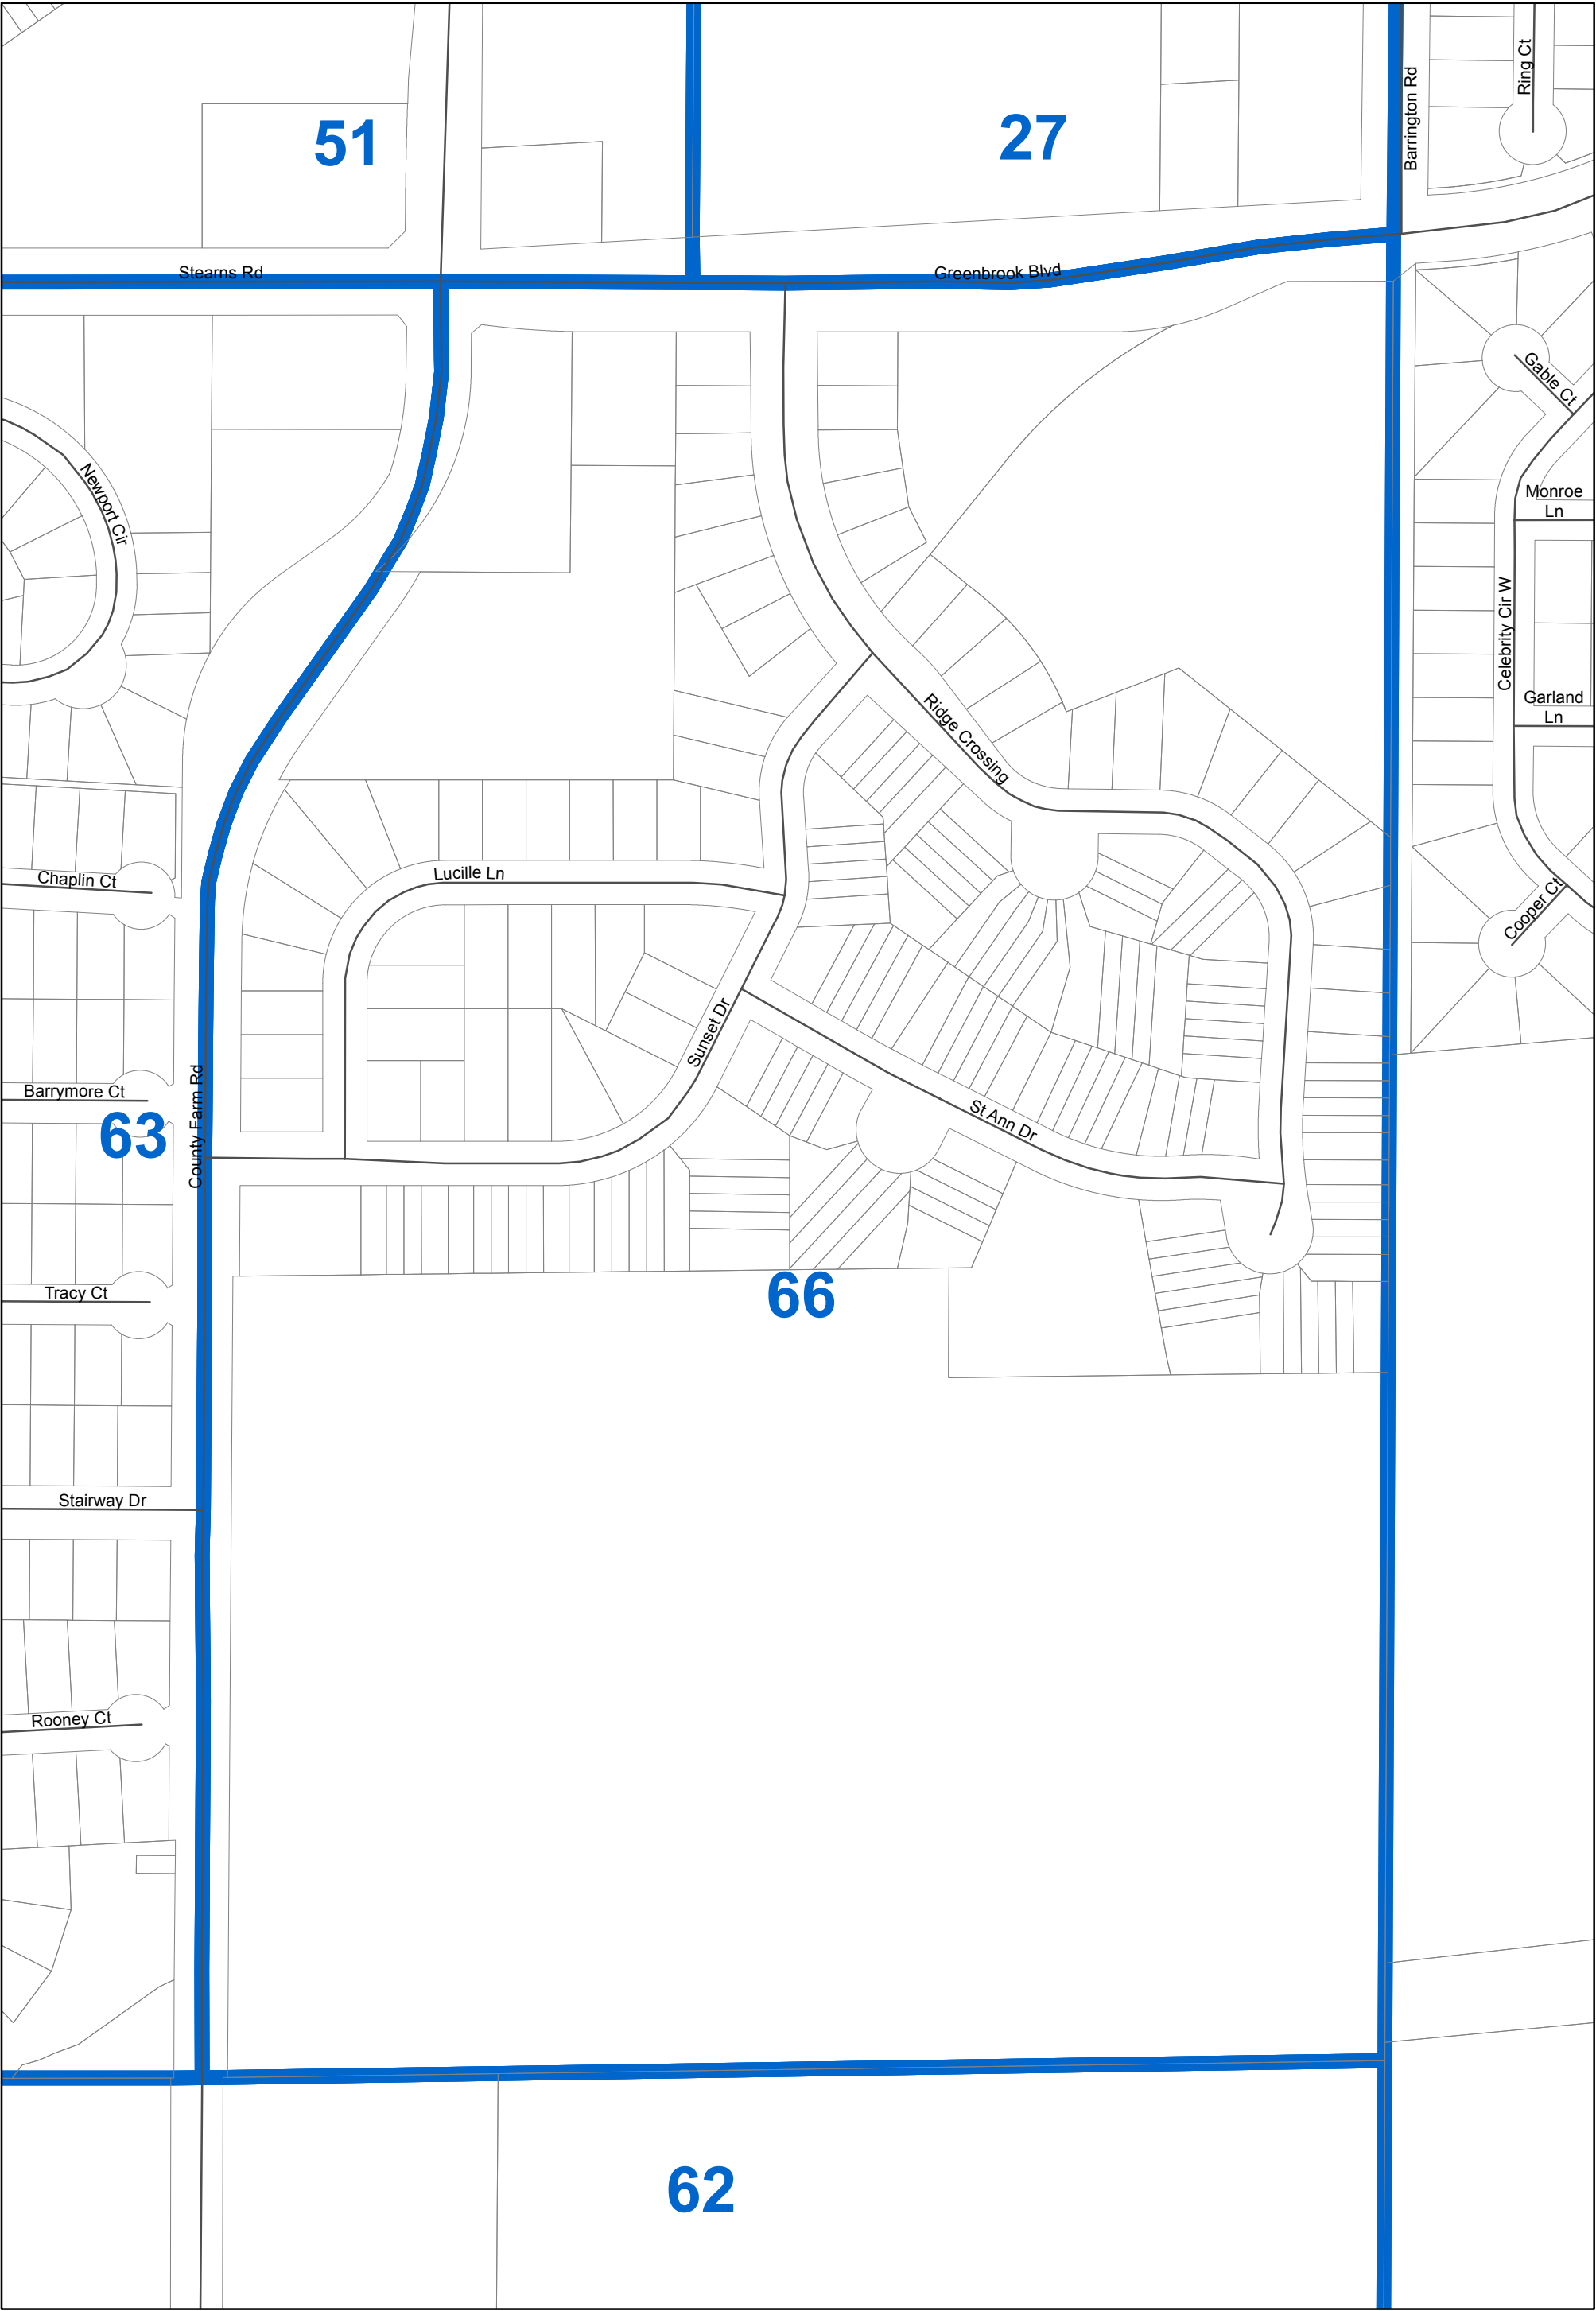 Ring Ct
Barrington Rd
51
27
Stearns Rd
Greenbrook Blvd
Gable Ct
Newport Cir
Monroe
Ln
Celebrity Cir W
Garland
Ln
Ridge Crossing
Lucille Ln
Chaplin Ct
Cooper Ct
Sunset Dr
Barrymore Ct
County Farm Rd
St Ann Dr
63
Tracy Ct
66
Stairway Dr
Rooney Ct
62